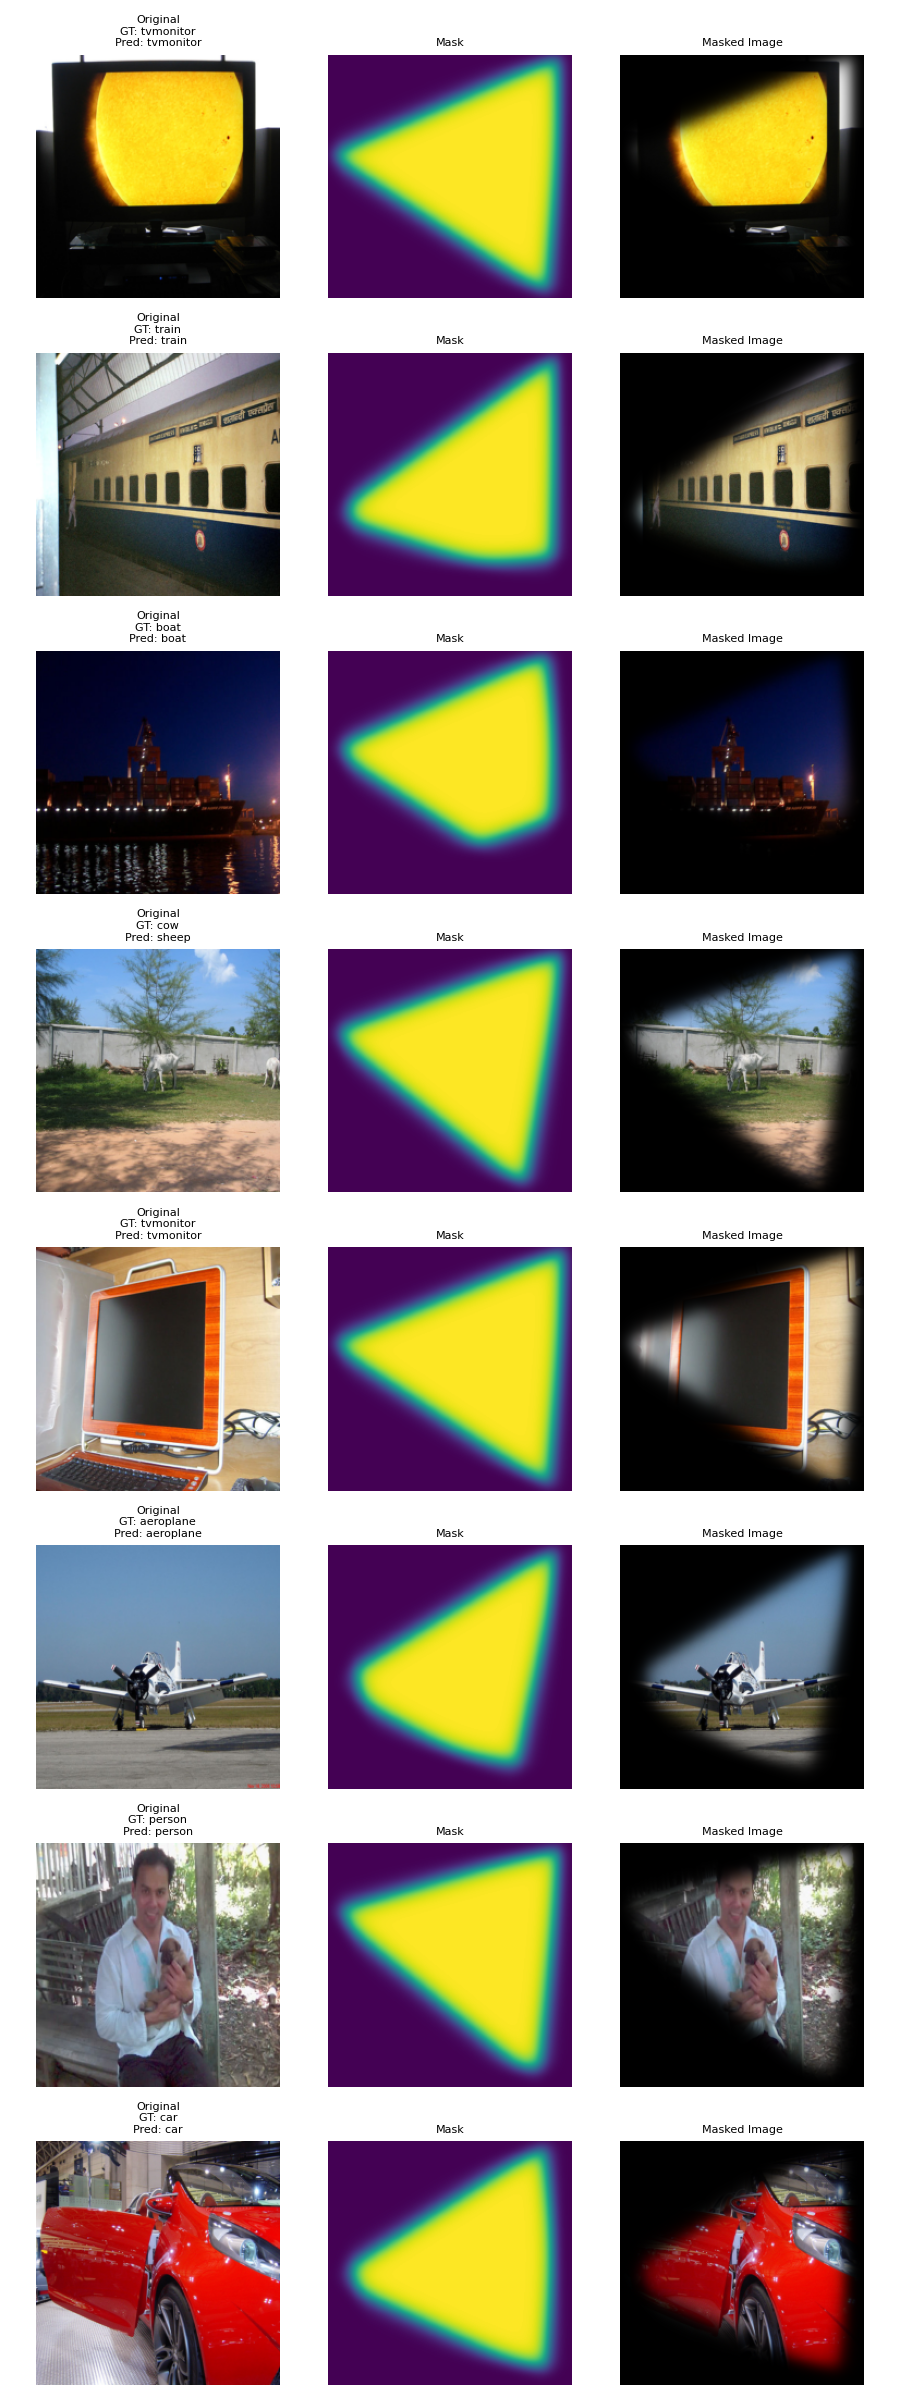 Original
GT: tvmonitor
Pred: tvmonitor
Mask
Masked Image
Original
GT: train
Pred: train
Mask
Masked Image
Original
GT: boat
Pred: boat
Mask
Masked Image
Original
GT: cow
Pred: sheep
Mask
Masked Image
Original
GT: tvmonitor
Pred: tvmonitor
Mask
Masked Image
Original
GT: aeroplane
Pred: aeroplane
Mask
Masked Image
Original
GT: person
Pred: person
Mask
Masked Image
Original
GT: car
Pred: car
Mask
Masked Image